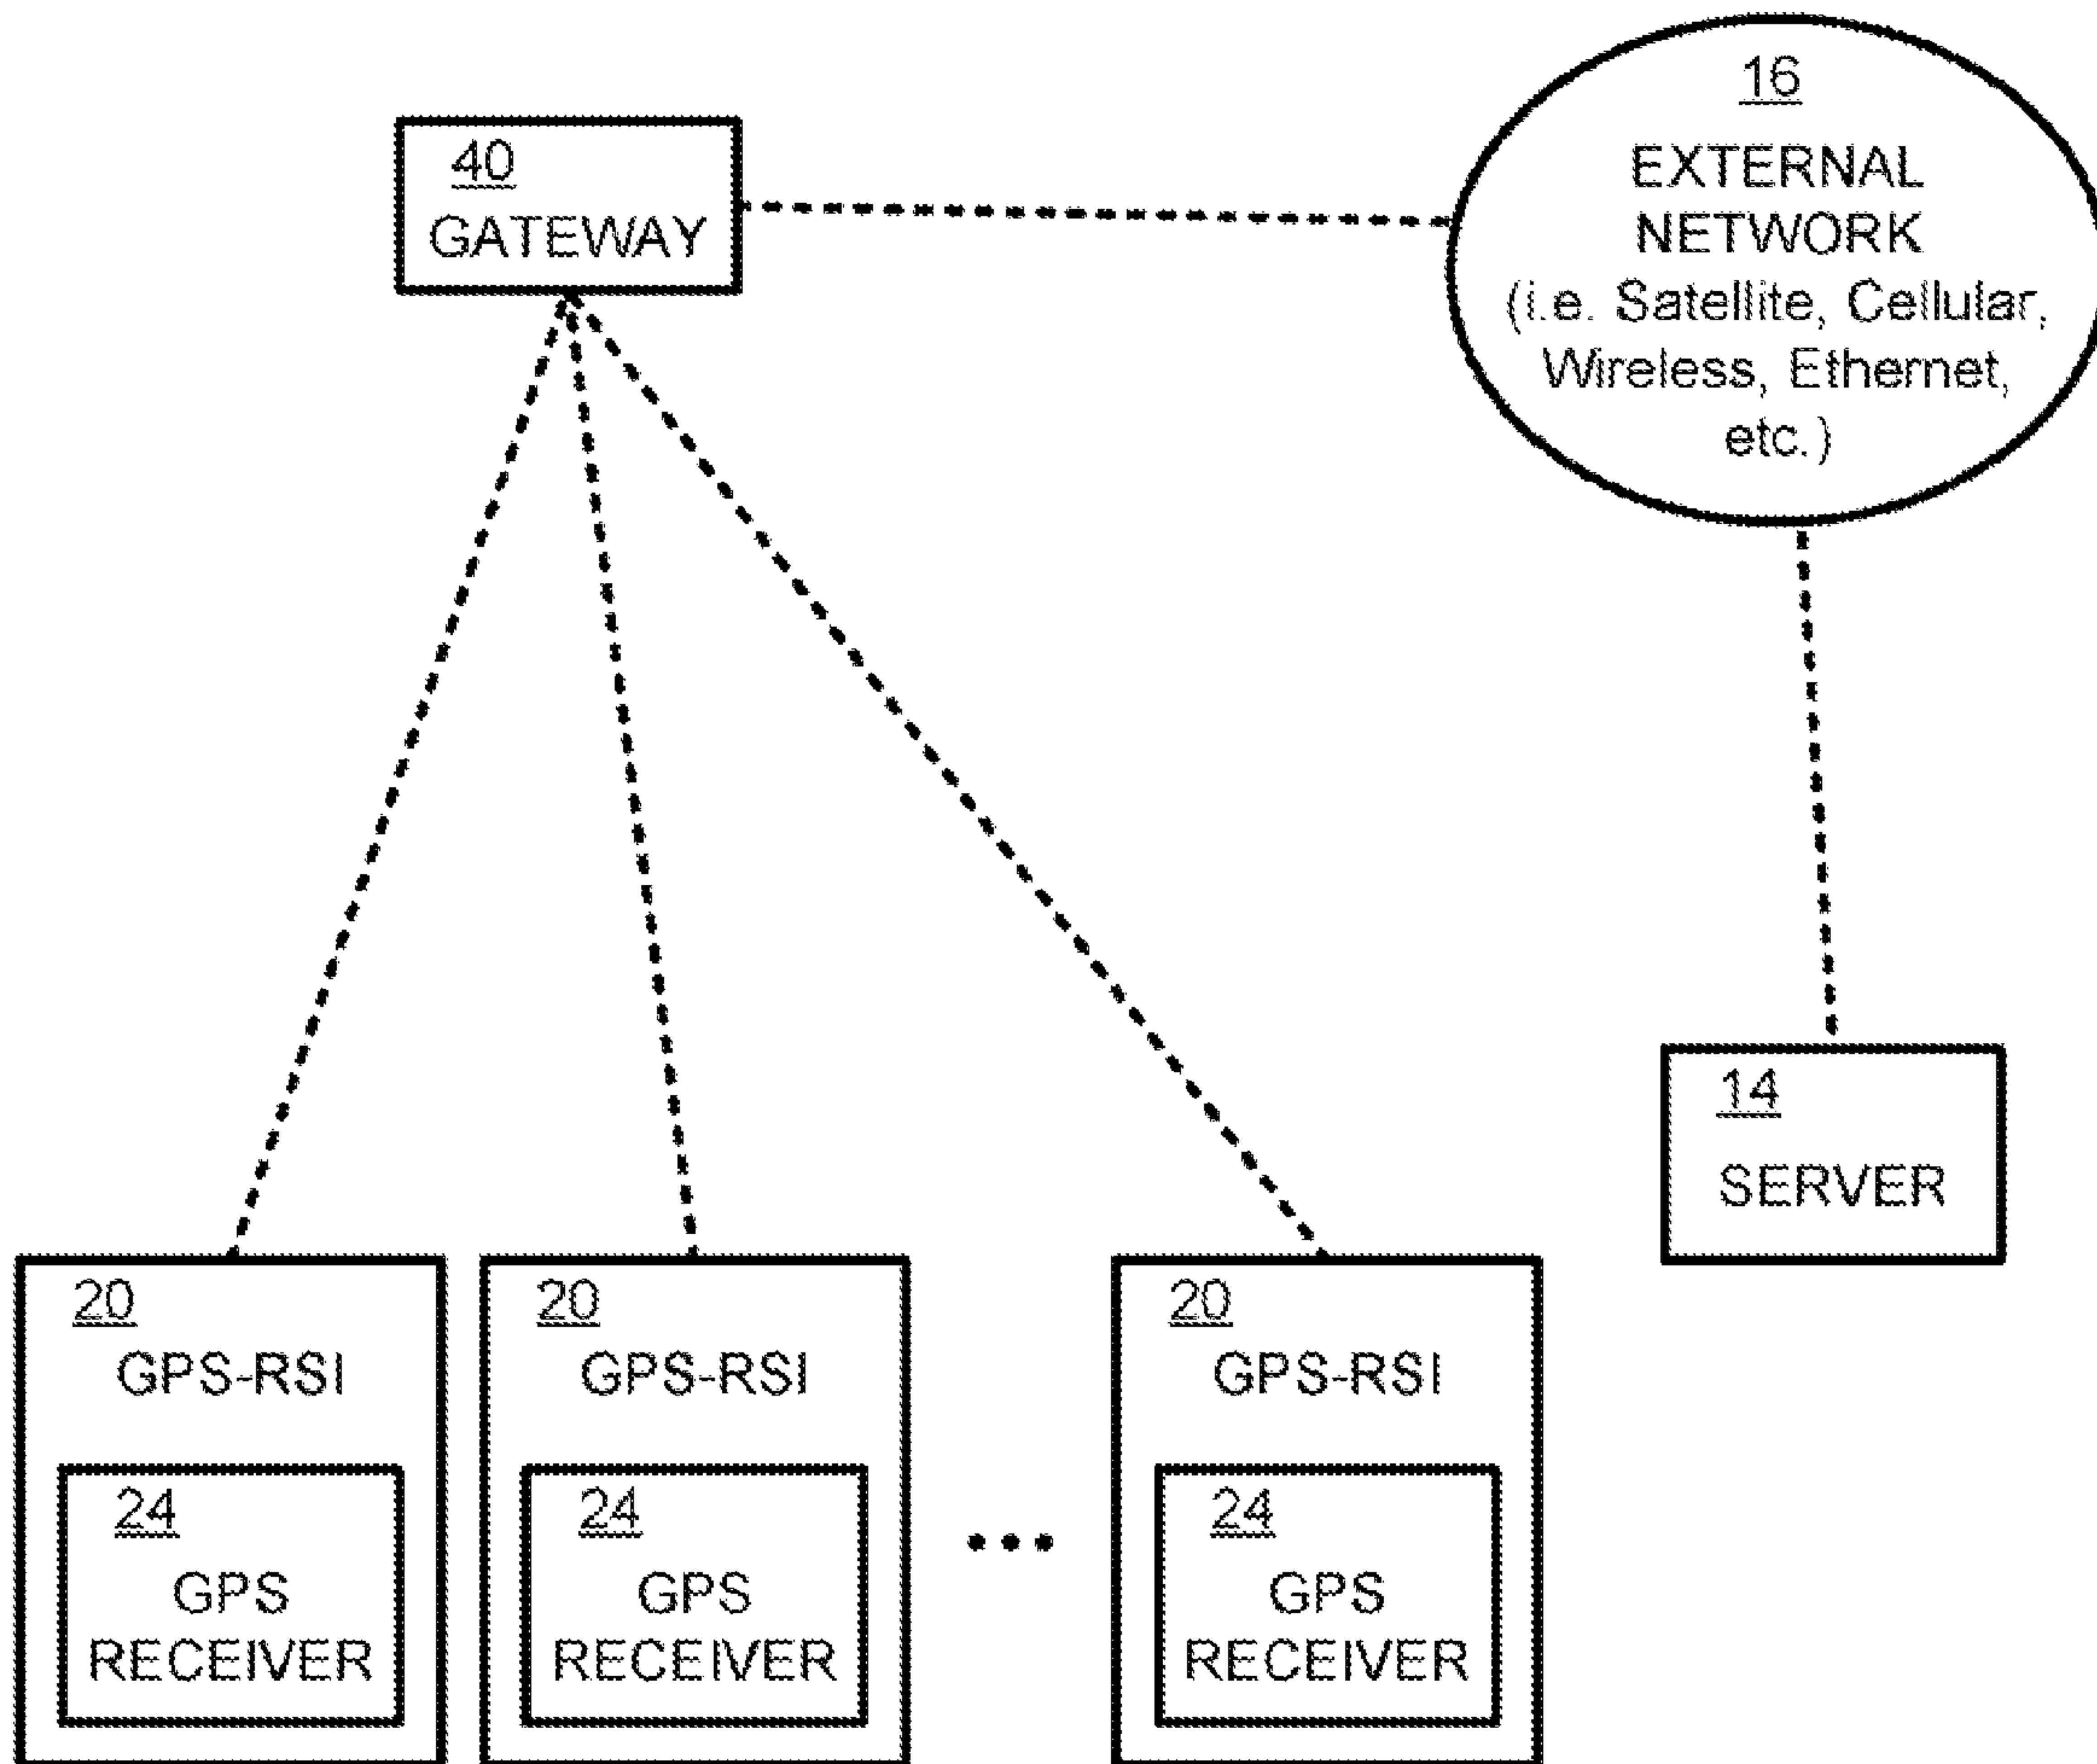 40
GATEWAY
16
EXTERNAL
NETWORK
(i.e. Satellite, Cellular,
Wireless, Ethernet,
etc.)
14
SERVER
20
GPS-RSI
24
GPS
RECEIVER
20
GPS-RSI
24
GPS
RECEIVER
...
20
GPS-RSI
24
GPS
RECEIVER